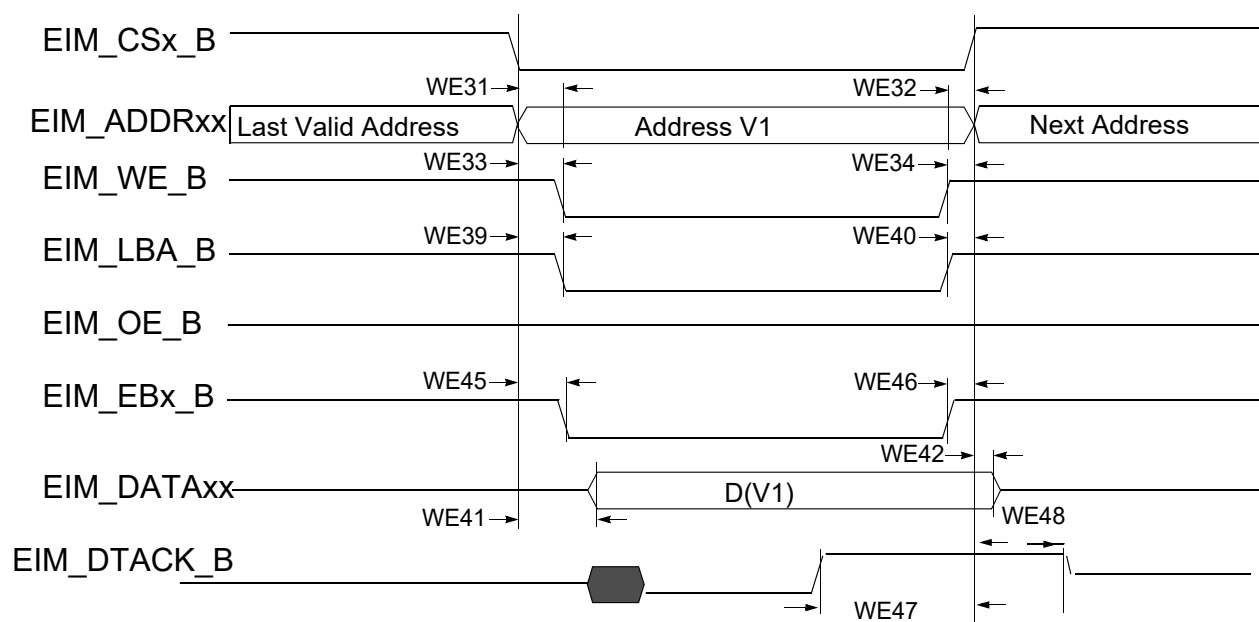 EIM_CSx_B
WE31
WE32
EIM_ADDRxx
Last Valid Address
Address V1
Next Address
WE33
WE34
EIM_WE_B
WE39
WE40
EIM_LBA_B
EIM_OE_B
WE45
WE46
EIM_EBx_B
WE42
EIM_DATAxx
D(V1)
WE41
WE48
EIM_DTACK_B
WE47